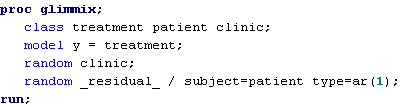 proc glimmix;
class treatment patient clinic;
model y = treatment;
random clinic;
random _residual_ / subject=patient type=ar(1);
run;